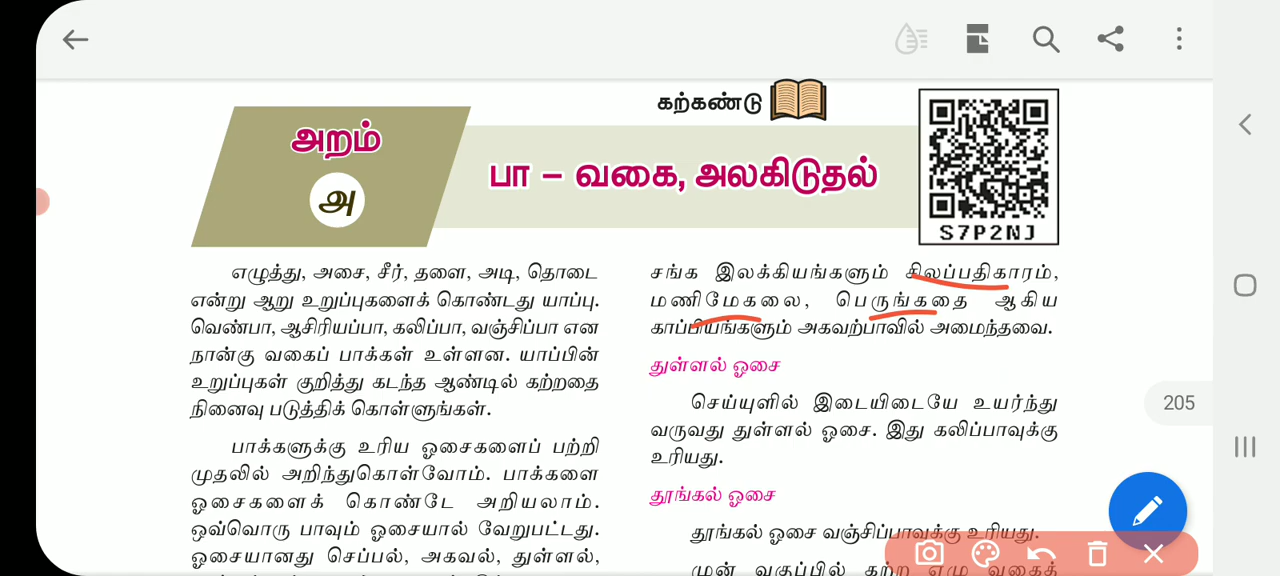 கற்கண்டு
அறம்
அ
பா – வகை, அலகிடுதல்
S7P2NJ
எழுத்து, அசை, சீர், தளை, அடி, தொடை
என்று ஆறு உறுப்புகளைக் கொண்டது யாப்பு.
வெண்பா, ஆசிரியப்பா, கலிப்பா, வஞ்சிப்பா என
நான்கு வகைப் பாக்கள் உள்ளன. யாப்பின்
உறுப்புகள் குறித்து கடந்த ஆண்டில் கற்றதை
நினைவு படுத்திக் கொள்ளுங்கள்.
பாக்களுக்கு உரிய ஓசைகளைப் பற்றி
முதலில் அறிந்துகொள்வோம். பாக்களை
ஓசைகளைக் கொண்டே அறியலாம்.
ஒவ்வொரு பாவும் ஓசையால் வேறுபட்டது.
ஓசையானது செப்பல், அகவல், துள்ளல்,
சங்க இலக்கியங்களும் சிலப்பதிகாரம்,
மணிமேகலை, பெருங்கதை ஆகிய
காப்பியங்களும் அகவற்பாவில் அமைந்தவை.
துள்ளல் ஓசை
செய்யுளில் இடையிடையே உயர்ந்து
வருவது துள்ளல் ஓசை. இது கலிப்பாவுக்கு
உரியது.
தூங்கல் ஓசை
தூங்கல் ஓசை வஞ்சிப்பாவுக்கு உரியது.
முன் வகுப்பில் கற்ற எழு வகைத்
205